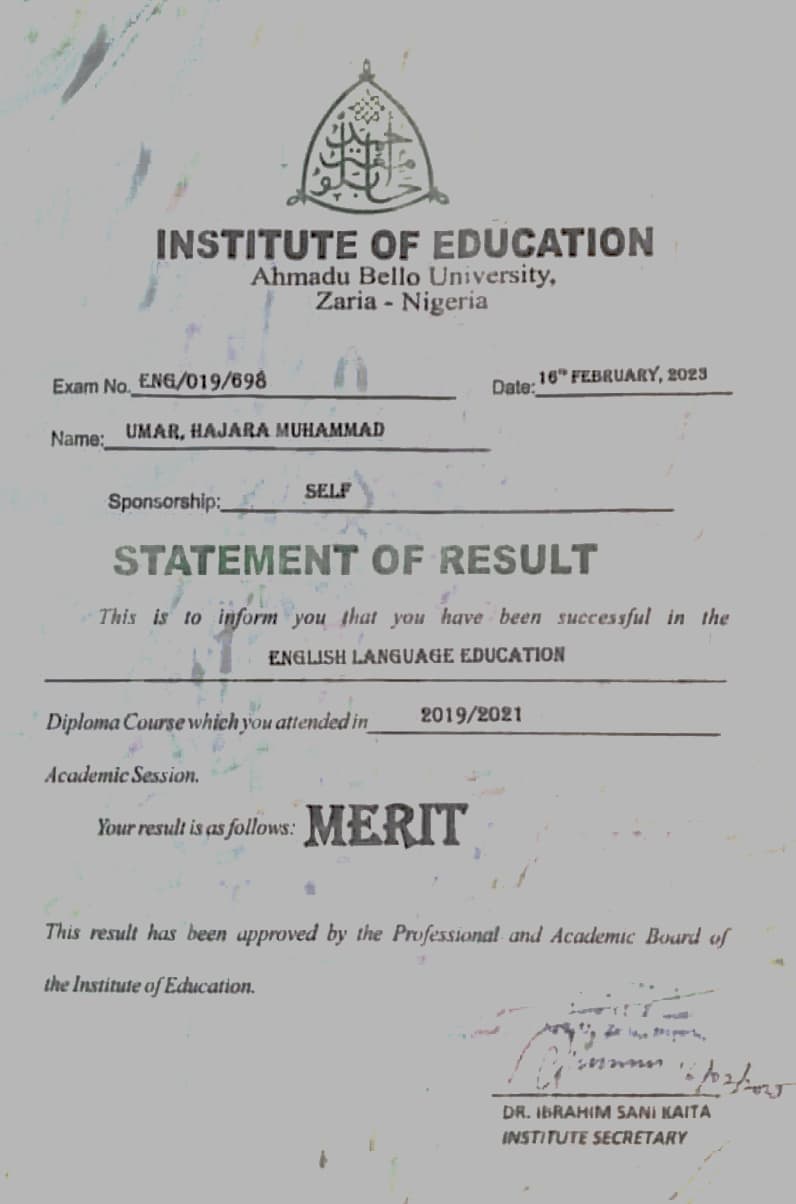 INSTITUTE OF EDUCATION
Ahmadu Bello University,
Zaria - Nigeria
Exam No. ENG/019/698 Date: 16TH FEBRUARY, 2023
Name: UMAR, HAJARA MUHAMMAD
Sponsorship: SELF
STATEMENT OF RESULT
This is to inform you that you have been successful in the
ENGLISH LANGUAGE EDUCATION
Diploma Course which you attended in 2019/2021
Academic Session.
Your result is as follows: MERIT
This result has been approved by the Professional and Academic Board of
the Institute of Education.
DR. IBRAHIM SANI KAITA
INSTITUTE SECRETARY